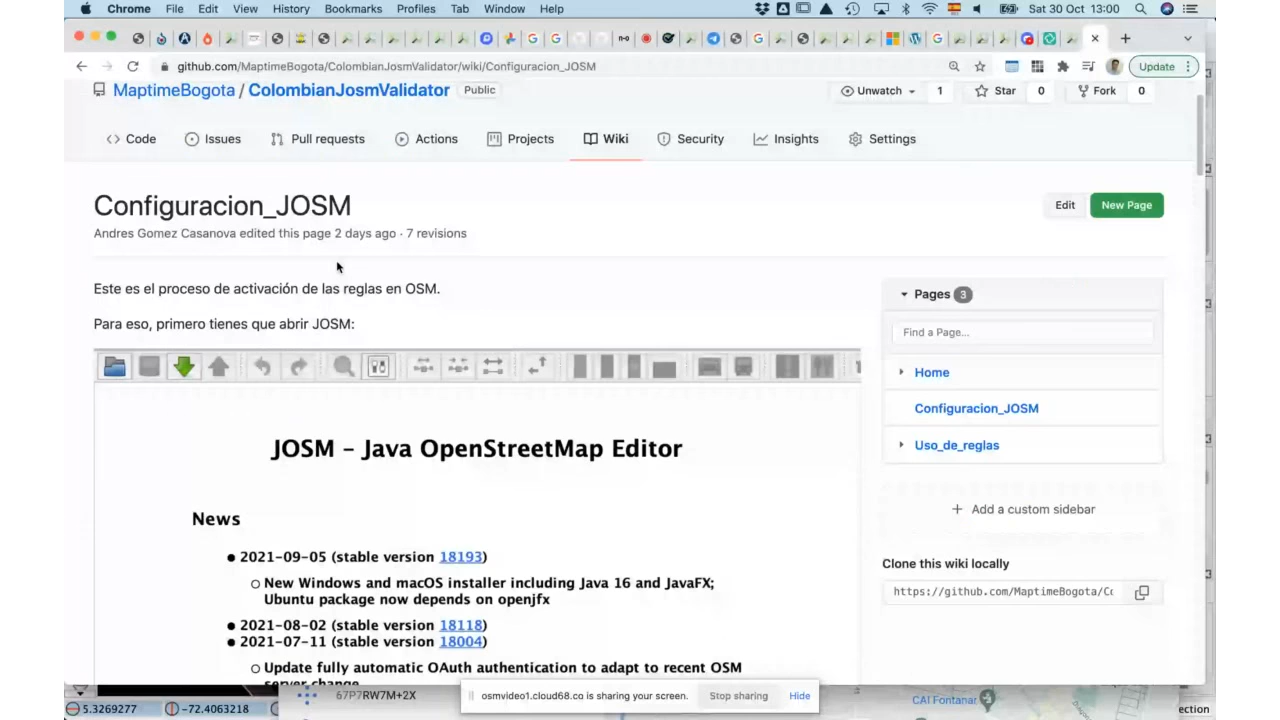 Chrome File Edit View History Bookmarks Profiles Tab Window Help
Sat 30 Oct 13:00
github.com/MaptimeBogota/ColombianJosmValidator/wiki/Configuracion_JOSM
Update
MaptimeBogota / ColombianJosmValidator Public
Unwatch 1 Star 0 Fork 0
Code Issues Pull requests Actions Projects Wiki Security Insights Settings
Configuracion_JOSM
Edit New Page
Andres Gomez Casanova edited this page 2 days ago · 7 revisions
Este es el proceso de activación de las reglas en OSM.
Pages 3
Para eso, primero tienes que abrir JOSM:
Find a Page...
Home
Configuracion_JOSM
Uso_de_reglas
JOSM – Java OpenStreetMap Editor
Add a custom sidebar
News
2021-09-05 (stable version 18193)
Clone this wiki locally
New Windows and macOS installer including Java 16 and JavaFX;
Ubuntu package now depends on openjfx
https://github.com/MaptimeBogota/Cc
2021-08-02 (stable version 18118)
2021-07-11 (stable version 18004)
Update fully automatic OAuth authentication to adapt to recent OSM
server change
67P7RW7M+2X
osmvideo1.cloud68.co is sharing your screen. Stop sharing Hide
CAI Fontanar
5.3269277 -72.4063218
ection